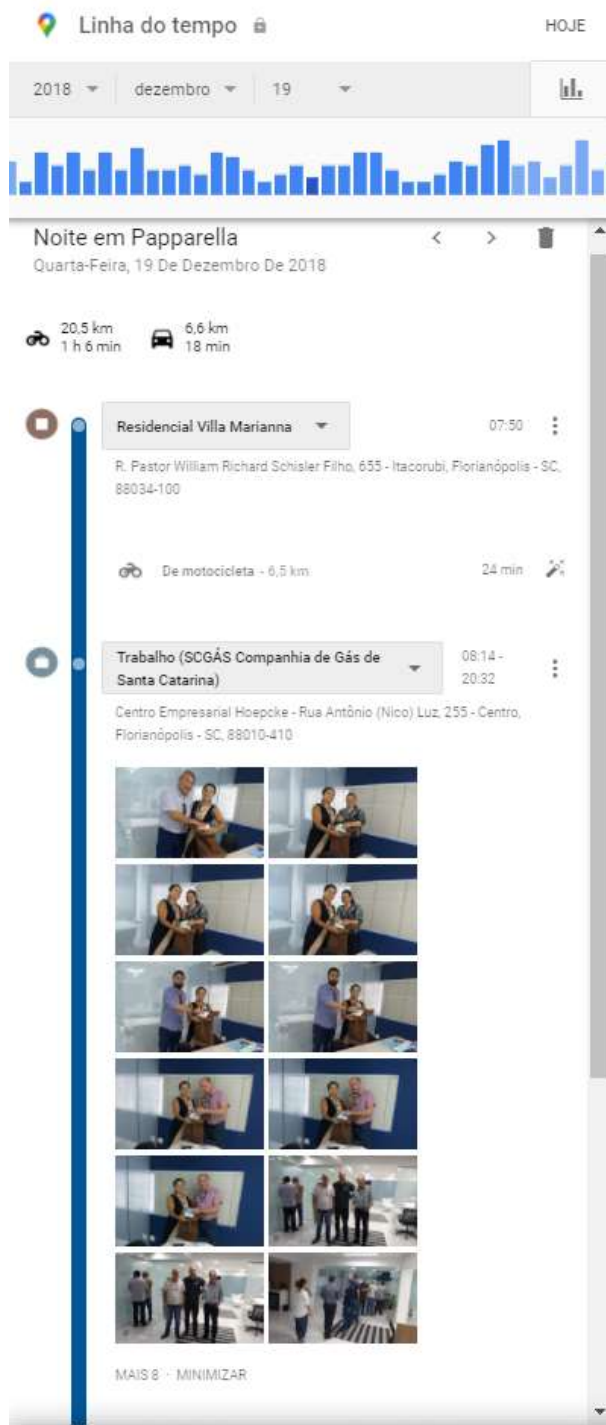 Linha do tempo
HOJE
2018
dezembro
19
Noite em Papparella
Quarta-Feira, 19 De Dezembro De 2018
20,5 km
1 h 6 min
6,6 km
18 min
Residencial Villa Marianna
07:50
R. Pastor William Richard Schisler Filho, 655 - Itacorubi, Florianópolis - SC,
88034-100
De motocicleta - 6,5 km
24 min
Trabalho (SCGÁS Companhia de Gás de
Santa Catarina)
08:14 -
20:32
Centro Empresarial Hoepcke - Rua Antônio (Nico) Luz, 255 - Centro,
Florianópolis - SC, 88010-410
MAIS 8 · MINIMIZAR